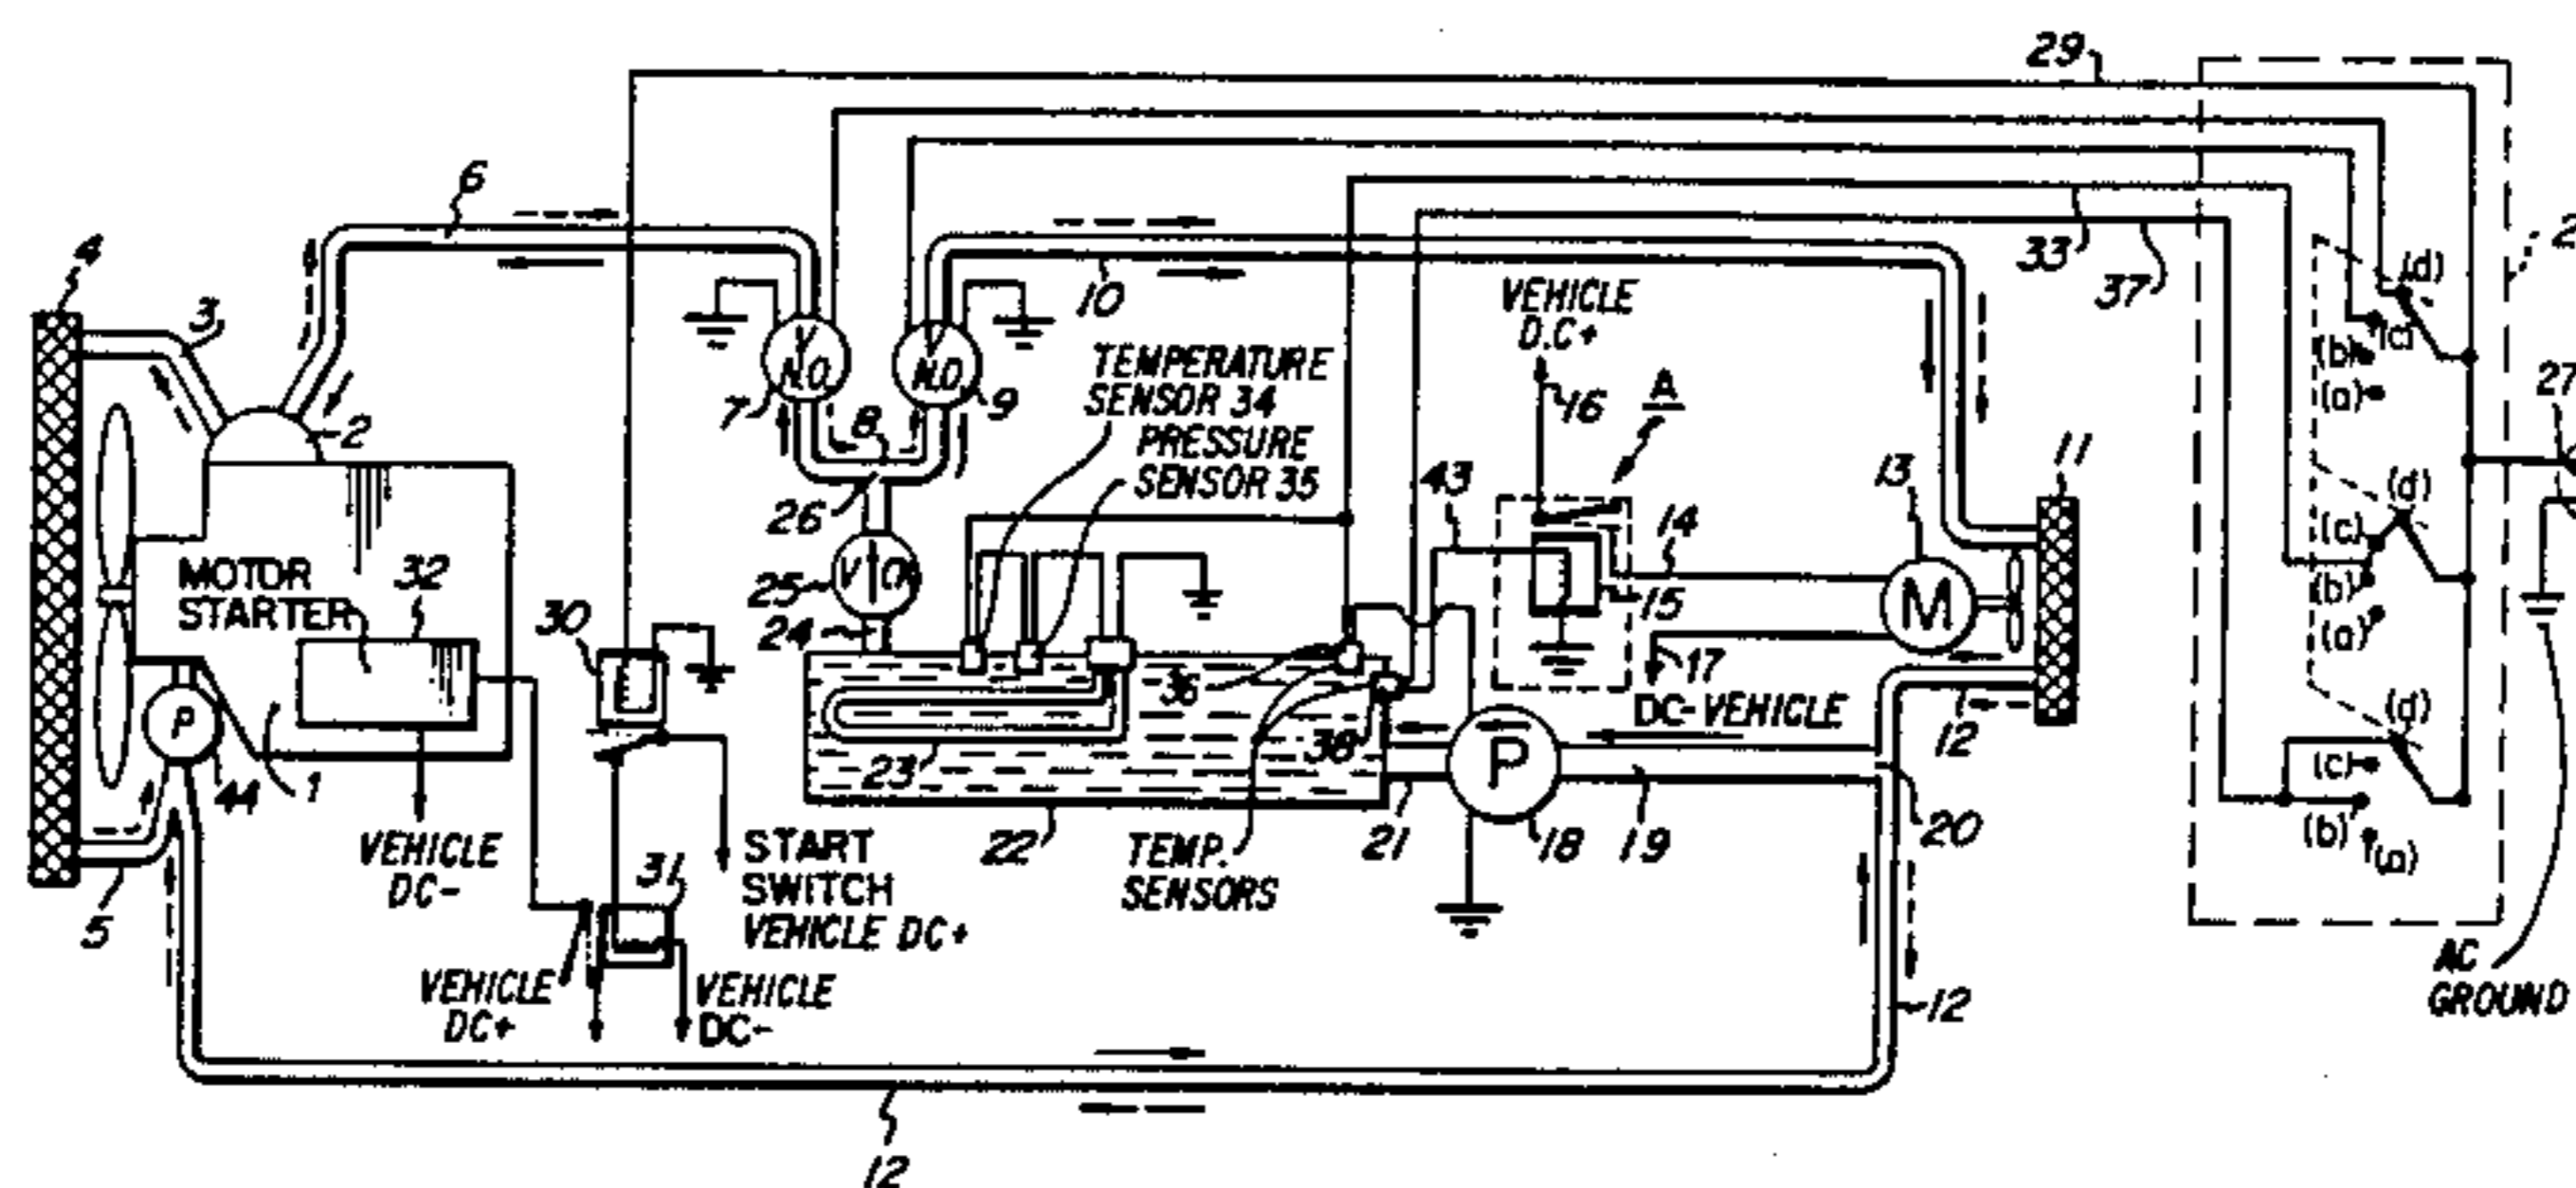 29
6
4
3
2
33
37
10
VEHICLE
D.C+
(d)
(c)
(b)
(a)
27
V
N.O.
V
N.O
7
8
9
TEMPERATURE
SENSOR 34
PRESSURE
SENSOR 35
16
A
11
2
26
43
14
13
(d)
(c)
(b)
(a)
MOTOR
STARTER
32
30
25
V
24
15
M
17
DC-VEHICLE
36
38
P
44
1
23
P
12
(d)
(c)
(b)
(a)
VEHICLE
DC-
31
START
SWITCH
VEHICLE DC+
22
TEMP.
SENSORS
21
18
19
20
5
VEHICLE
DC+
VEHICLE
DC-
12
AC
GROUND
12